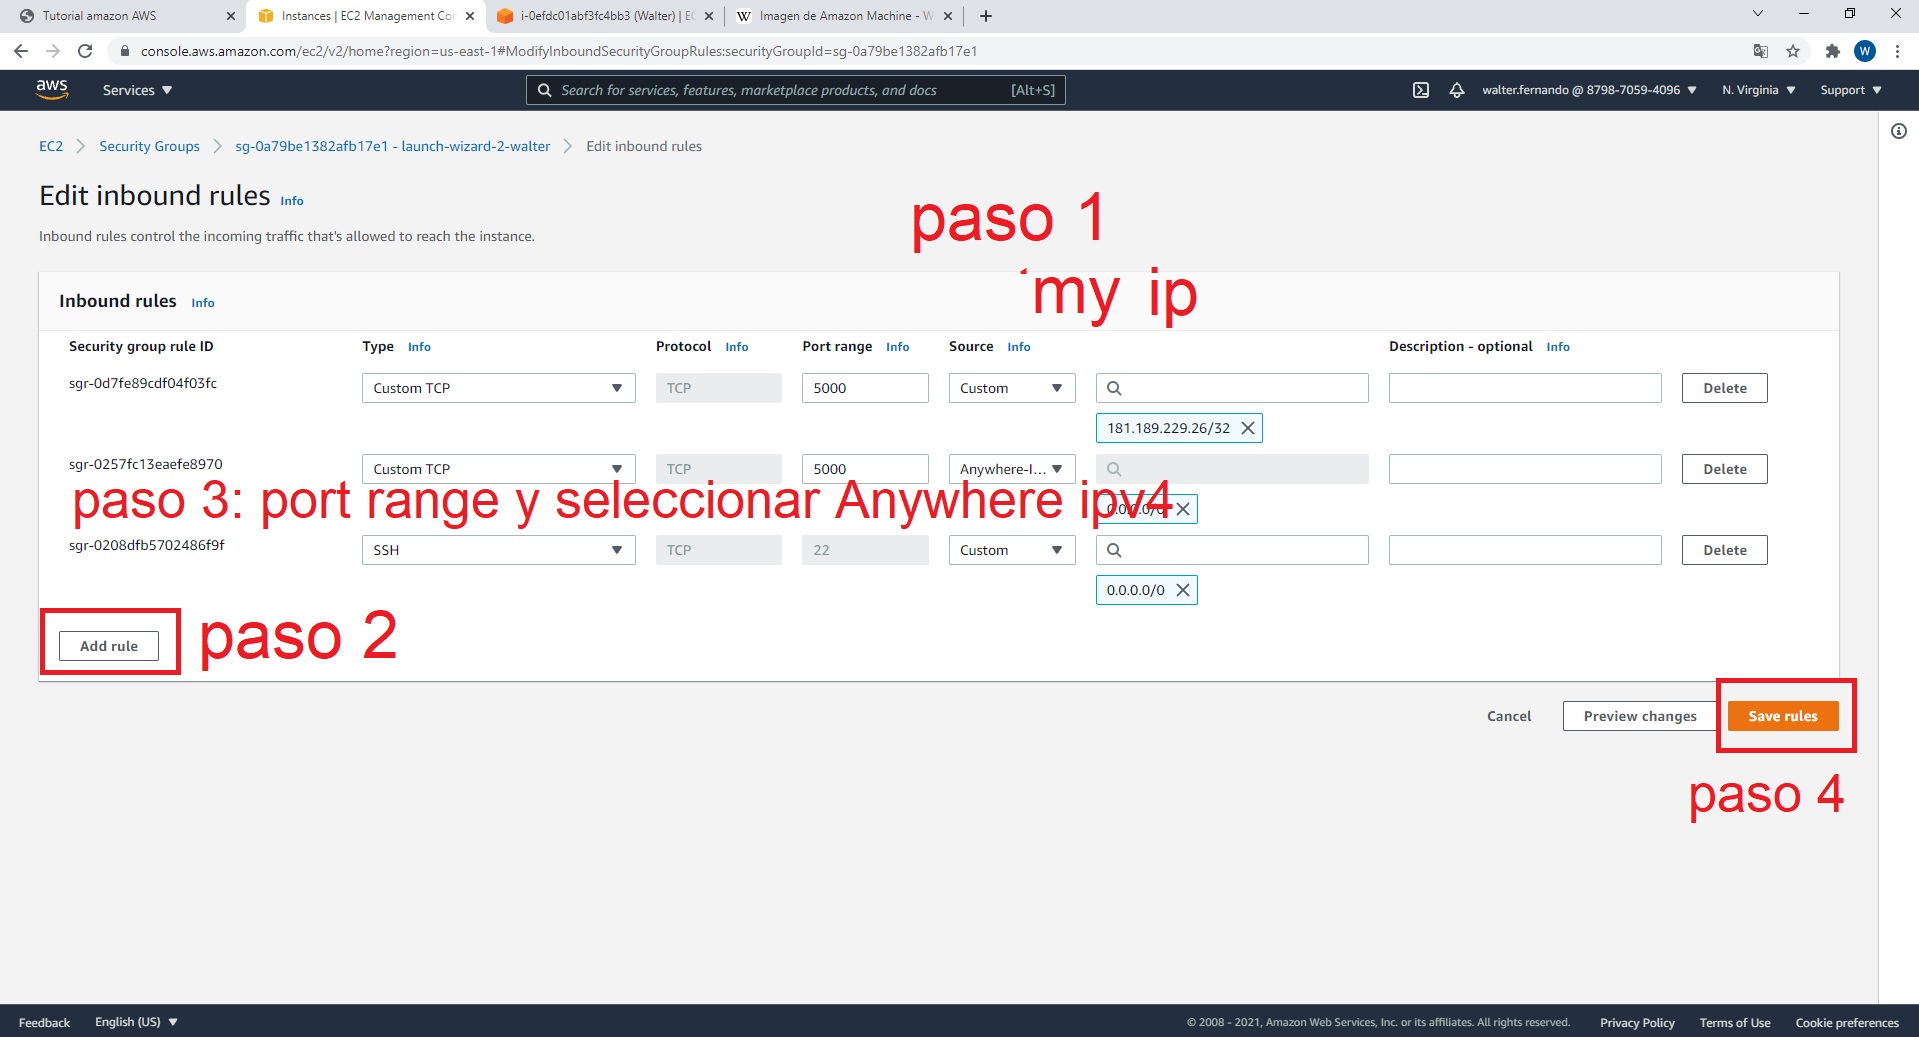 Tutorial amazon AWS
Instances | EC2 Management Con
i-0efdc01abf3fc4bb3 (Walter) | EC
Imagen de Amazon Machine - W
console.aws.amazon.com/ec2/v2/home?region=us-east-1#ModifyInboundSecurityGroupRules:securityGroupId=sg-0a79be1382afb17e1
W
aws Services Search for services, features, marketplace products, and docs [Alt+S] walter.fernando @ 8798-7059-4096 N. Virginia Support
EC2 Security Groups sg-0a79be1382afb17e1 - launch-wizard-2-walter Edit inbound rules
Edit inbound rules Info
paso 1
Inbound rules control the incoming traffic that's allowed to reach the instance.
my ip
Inbound rules Info
Security group rule ID Type Info Protocol Info Port range Info Source Info Description - optional Info
sgr-0d7fe89cdf04f03fc Custom TCP TCP 5000 Custom Delete
181.189.229.26/32
sgr-0257fc13eaefe8970 Custom TCP TCP 5000 Anywhere-I... Delete
paso 3: port range y seleccionar Anywhere ipv4
0.0.0.0/0
sgr-0208dfb5702486f9f SSH TCP 22 Custom Delete
0.0.0.0/0
Add rule
paso 2
Cancel Preview changes Save rules
paso 4
Feedback English (US) © 2008 - 2021, Amazon Web Services, Inc. or its affiliates. All rights reserved. Privacy Policy Terms of Use Cookie preferences